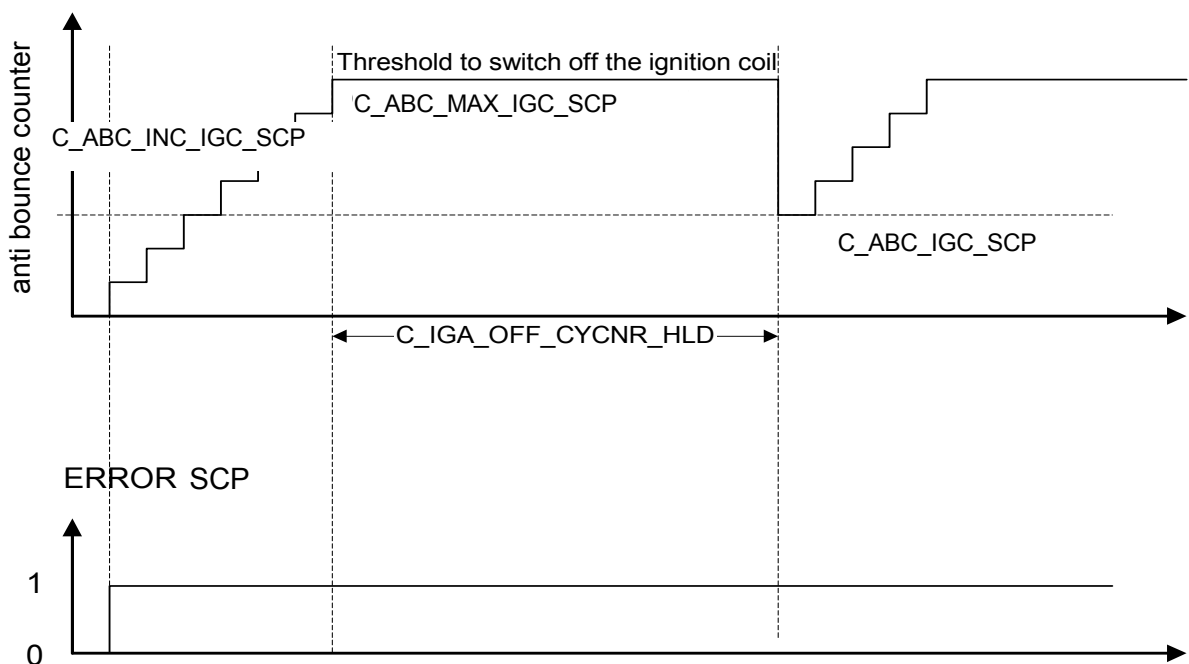 Threshold to switch off the ignition coil
C_ABC_MAX_IGC_SCP
C_ABC_INC_IGC_SCP
anti bounce counter
C_ABC_IGC_SCP
C_IGA_OFF_CYCNR_HLD
ERROR SCP
1
0